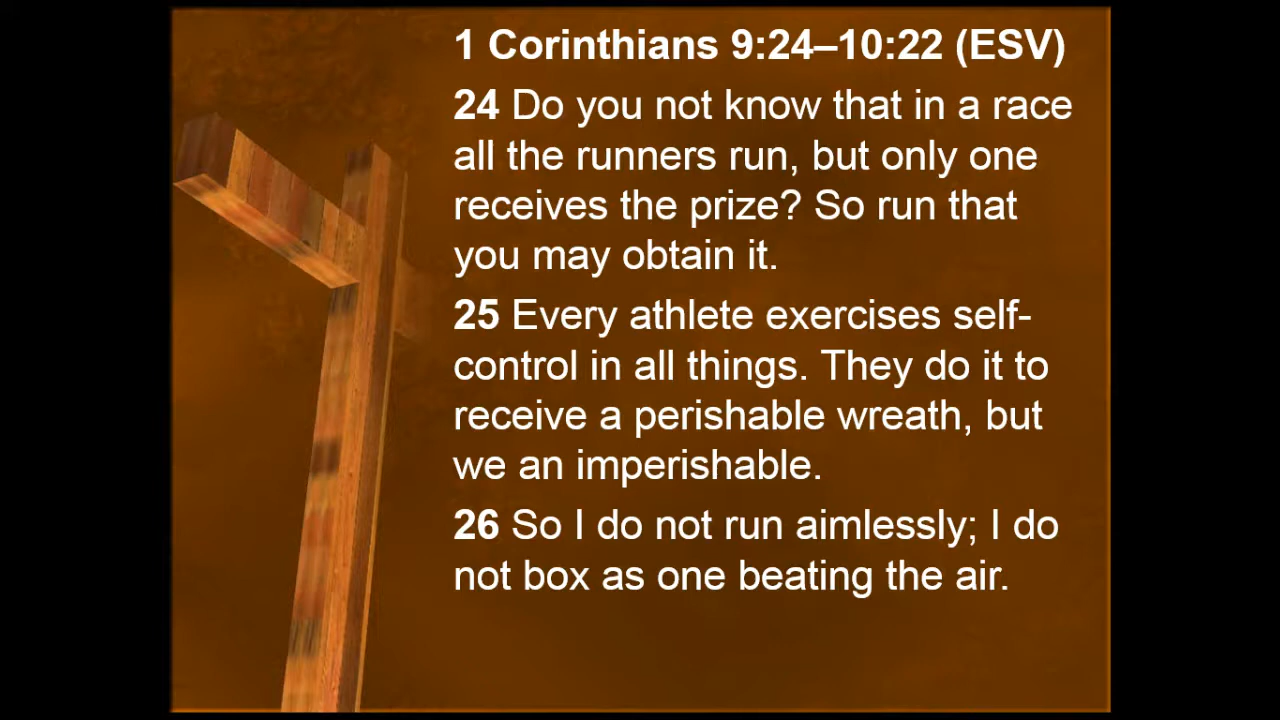 1 Corinthians 9:24–10:22 (ESV)
24 Do you not know that in a race
all the runners run, but only one
receives the prize? So run that
you may obtain it.
25 Every athlete exercises self-
control in all things. They do it to
receive a perishable wreath, but
we an imperishable.
26 So I do not run aimlessly; I do
not box as one beating the air.